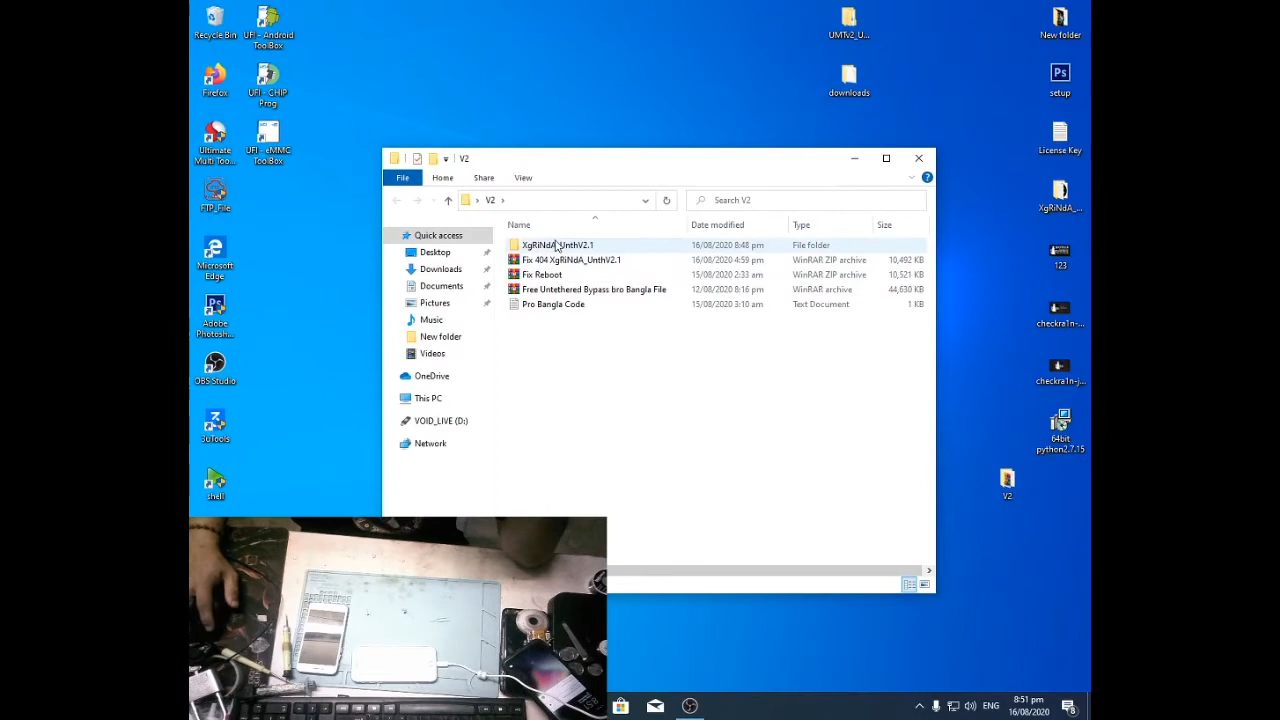 Recycle Bin
UFI - Android
ToolBox
Firefox
UFI - CHIP
Prog
Ultimate
Multi Too...
UFI - eMMC
ToolBox
FTP_File
Microsoft
Edge
Adobe
Photosh...
OBS Studio
3uTools
shell
UMTv2_U...
downloads
New folder
Ps
setup
License Key
XgRiNdA_...
123
checkra1n-...
checkra1n-j...
64bit
python2.7.15
V2
V2
File
Home
Share
View
V2
Search V2
Name
Date modified
Type
Size
Quick access
Desktop
Downloads
Documents
Pictures
Music
New folder
Videos
OneDrive
This PC
VOID_LIVE (D:)
Network
XgRiNdA_UnthV2.1 16/08/2020 8:48 pm File folder
Fix 404 XgRiNdA_UnthV2.1 16/08/2020 4:59 pm WinRAR ZIP archive 10,492 KB
Fix Reboot 15/08/2020 2:33 am WinRAR ZIP archive 10,521 KB
Free Untethered Bypass bro Bangla File 12/08/2020 8:16 pm WinRAR archive 44,630 KB
Pro Bangla Code 15/08/2020 3:10 am Text Document 1 KB
ENG
8:51 pm
16/08/2020
8